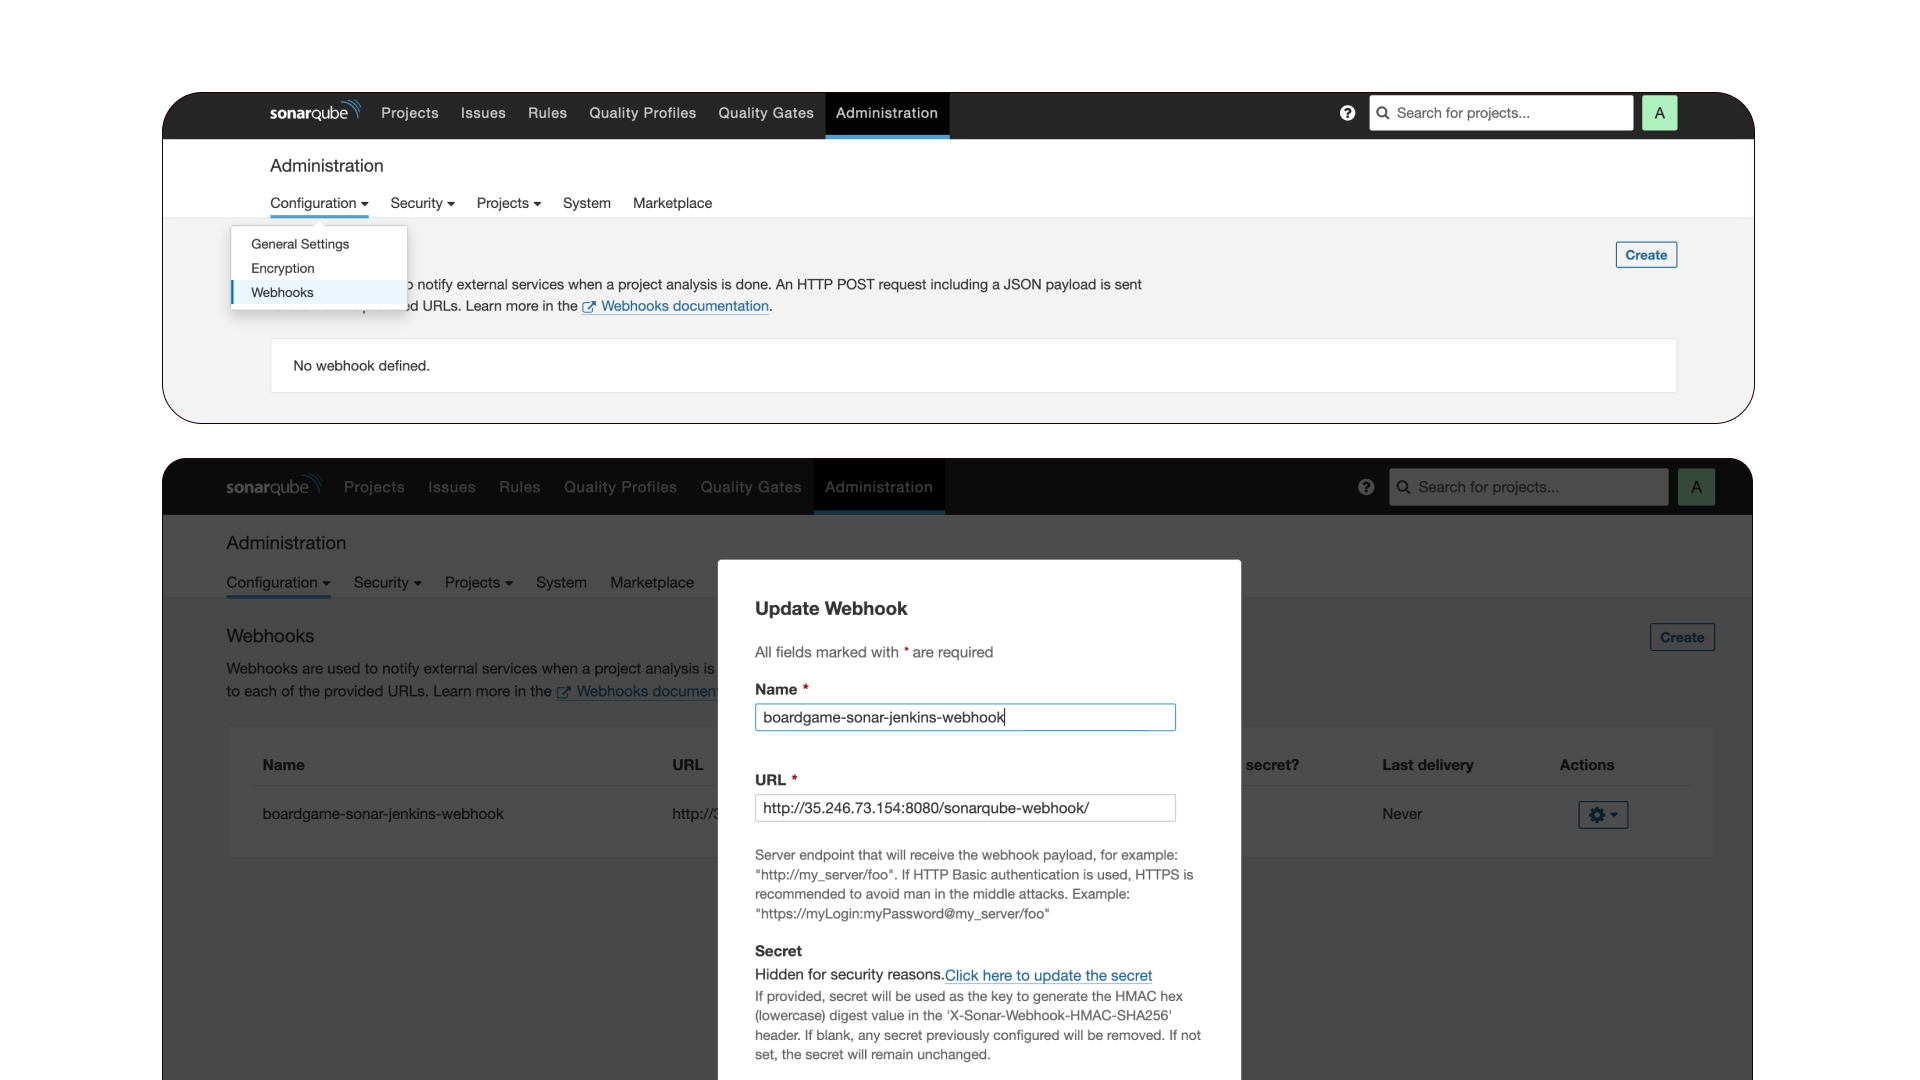 sonarqube Projects Issues Rules Quality Profiles Quality Gates Administration ? Search for projects... A
Administration
Configuration Security Projects System Marketplace
General Settings
Encryption
Webhooks
Create
notify external services when a project analysis is done. An HTTP POST request including a JSON payload is sent
URLs. Learn more in the Webhooks documentation.
No webhook defined.
sonarqube Projects Issues Rules Quality Profiles Quality Gates Administration ? Search for projects... A
Administration
Configuration Security Projects System Marketplace
Webhooks
Create
Webhooks are used to notify external services when a project analysis is
to each of the provided URLs. Learn more in the Webhooks documen
Name URL secret? Last delivery Actions
boardgame-sonar-jenkins-webhook http:// Never
Update Webhook
All fields marked with * are required
Name *
boardgame-sonar-jenkins-webhook
URL *
http://35.246.73.154:8080/sonarqube-webhook/
Server endpoint that will receive the webhook payload, for example:
"http://my_server/foo". If HTTP Basic authentication is used, HTTPS is
recommended to avoid man in the middle attacks. Example:
"https://myLogin:myPassword@my_server/foo"
Secret
Hidden for security reasons.Click here to update the secret
If provided, secret will be used as the key to generate the HMAC hex
(lowercase) digest value in the 'X-Sonar-Webhook-HMAC-SHA256'
header. If blank, any secret previously configured will be removed. If not
set, the secret will remain unchanged.